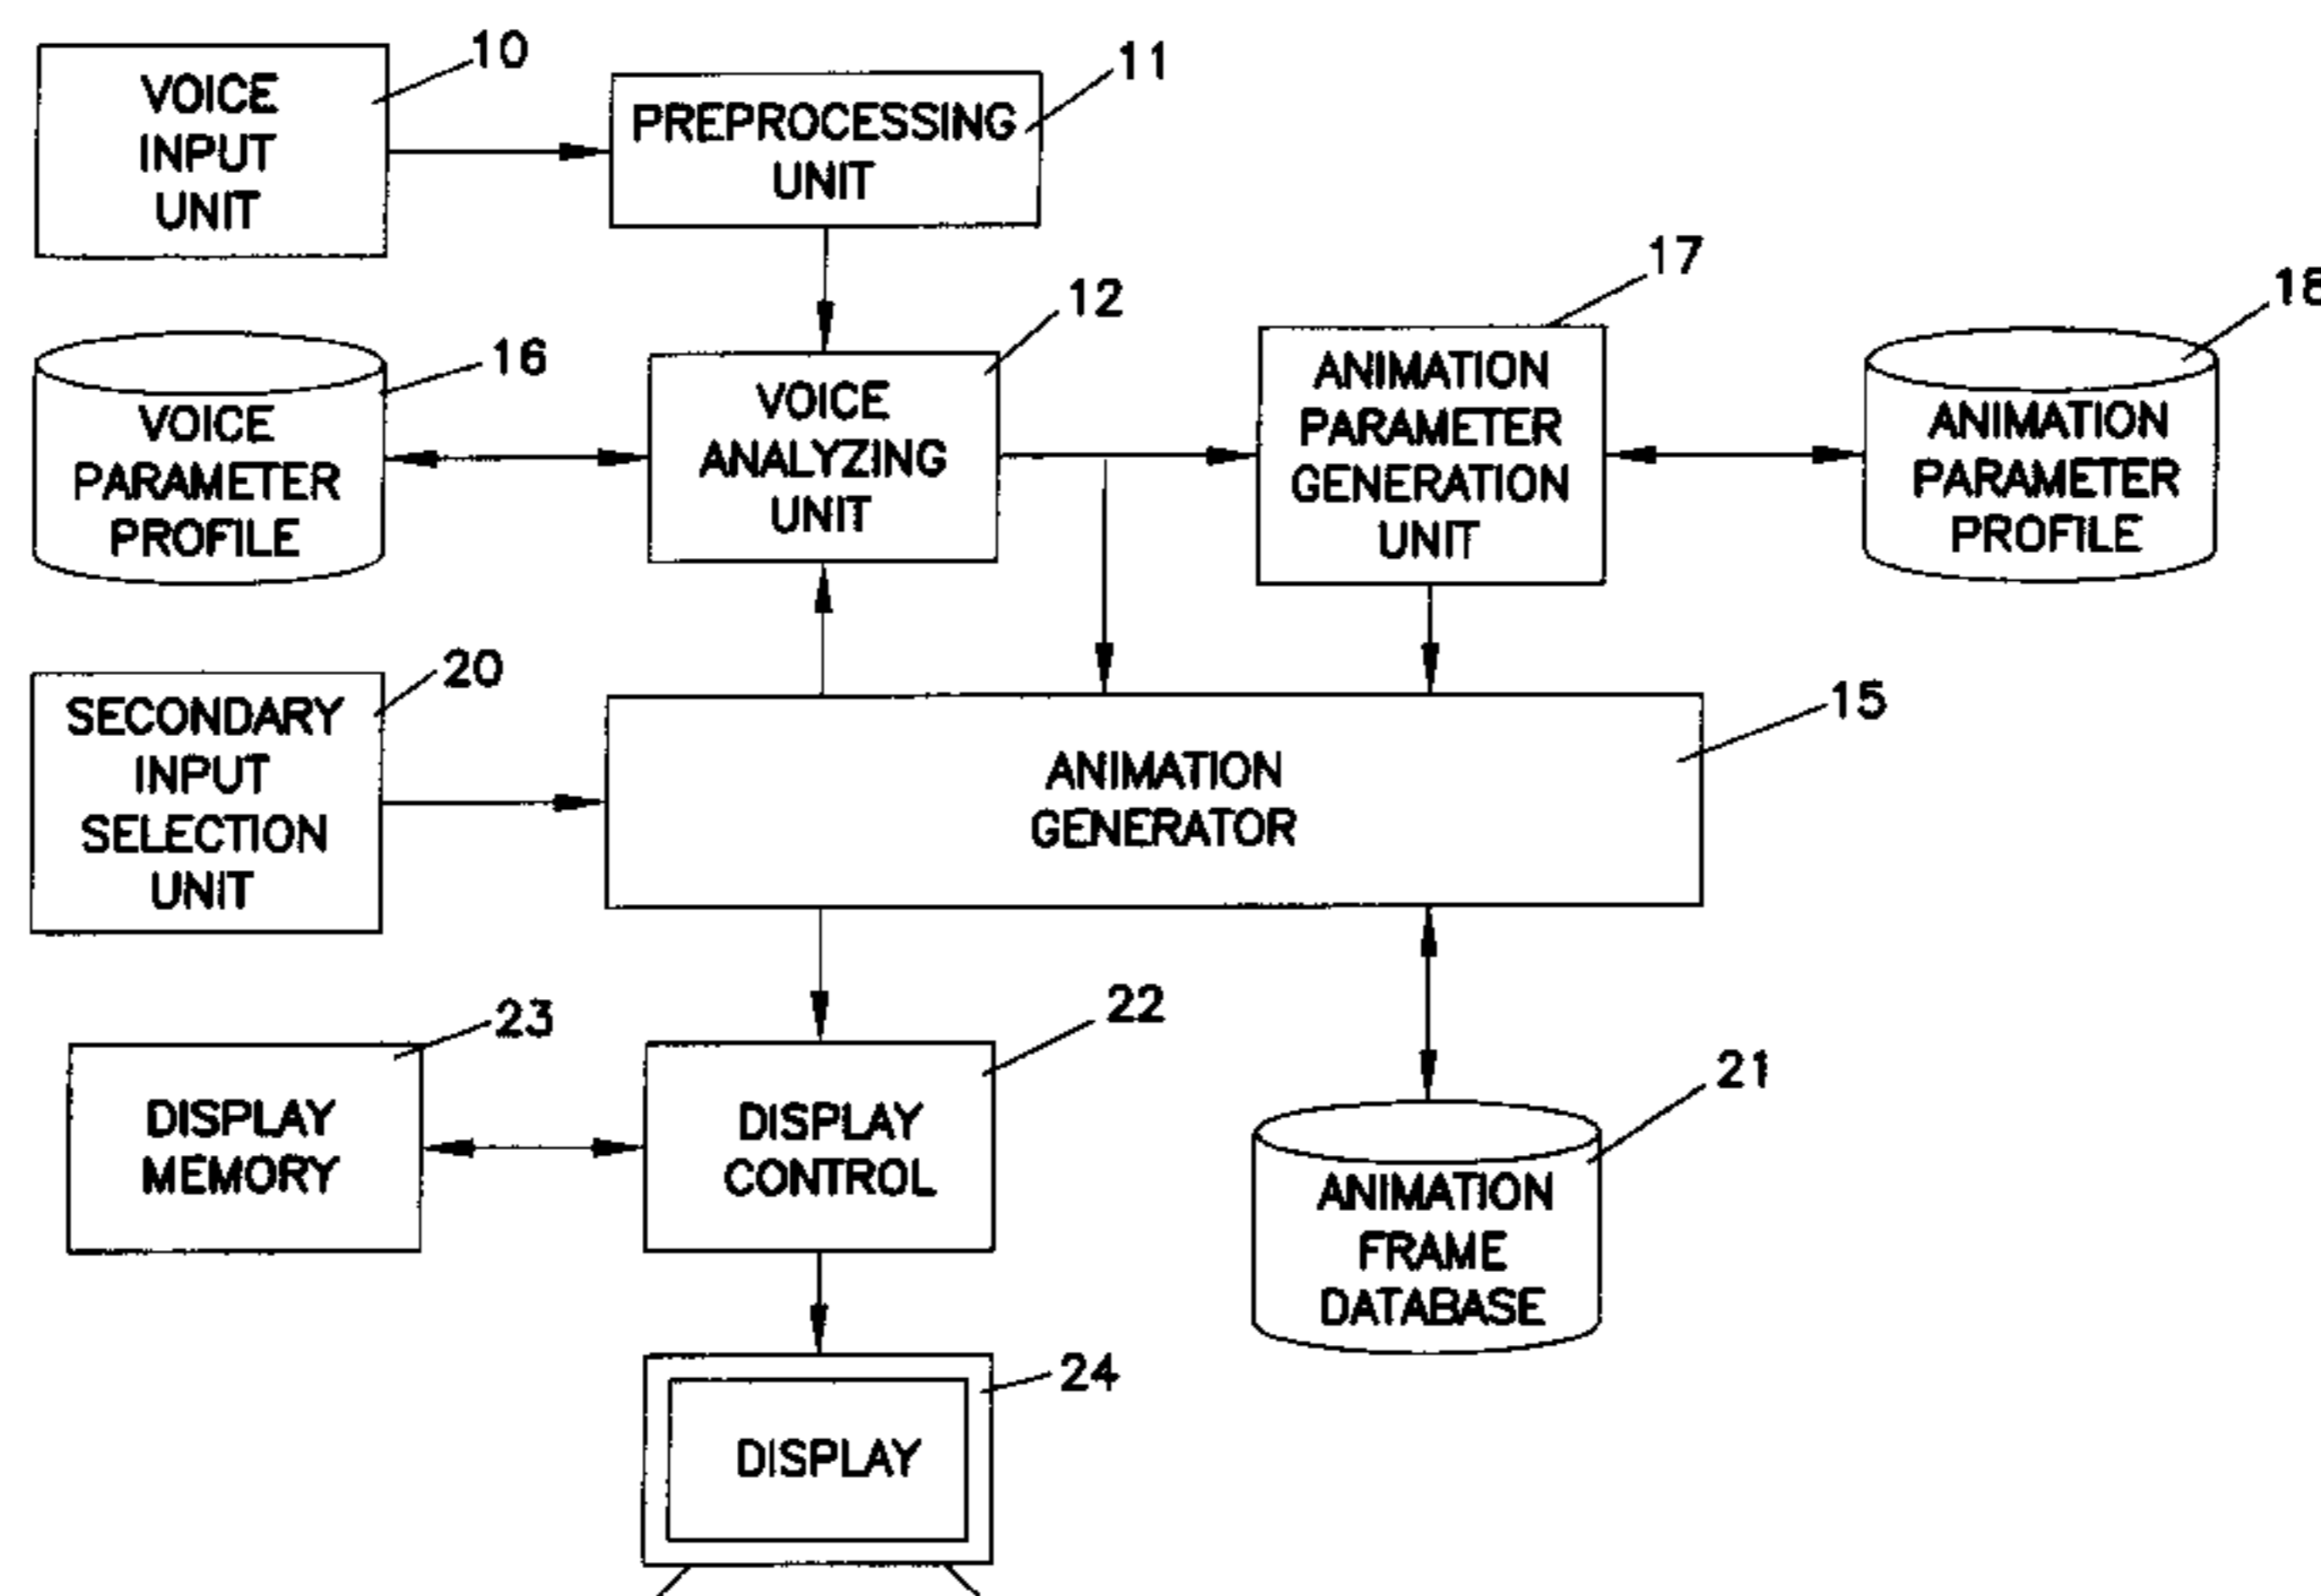 10
VOICE
INPUT
UNIT
11
PREPROCESSING
UNIT
16
VOICE
PARAMETER
PROFILE
12
VOICE
ANALYZING
UNIT
17
ANIMATION
PARAMETER
GENERATION
UNIT
18
ANIMATION
PARAMETER
PROFILE
20
SECONDARY
INPUT
SELECTION
UNIT
15
ANIMATION
GENERATOR
23
DISPLAY
MEMORY
22
DISPLAY
CONTROL
21
ANIMATION
FRAME
DATABASE
24
DISPLAY